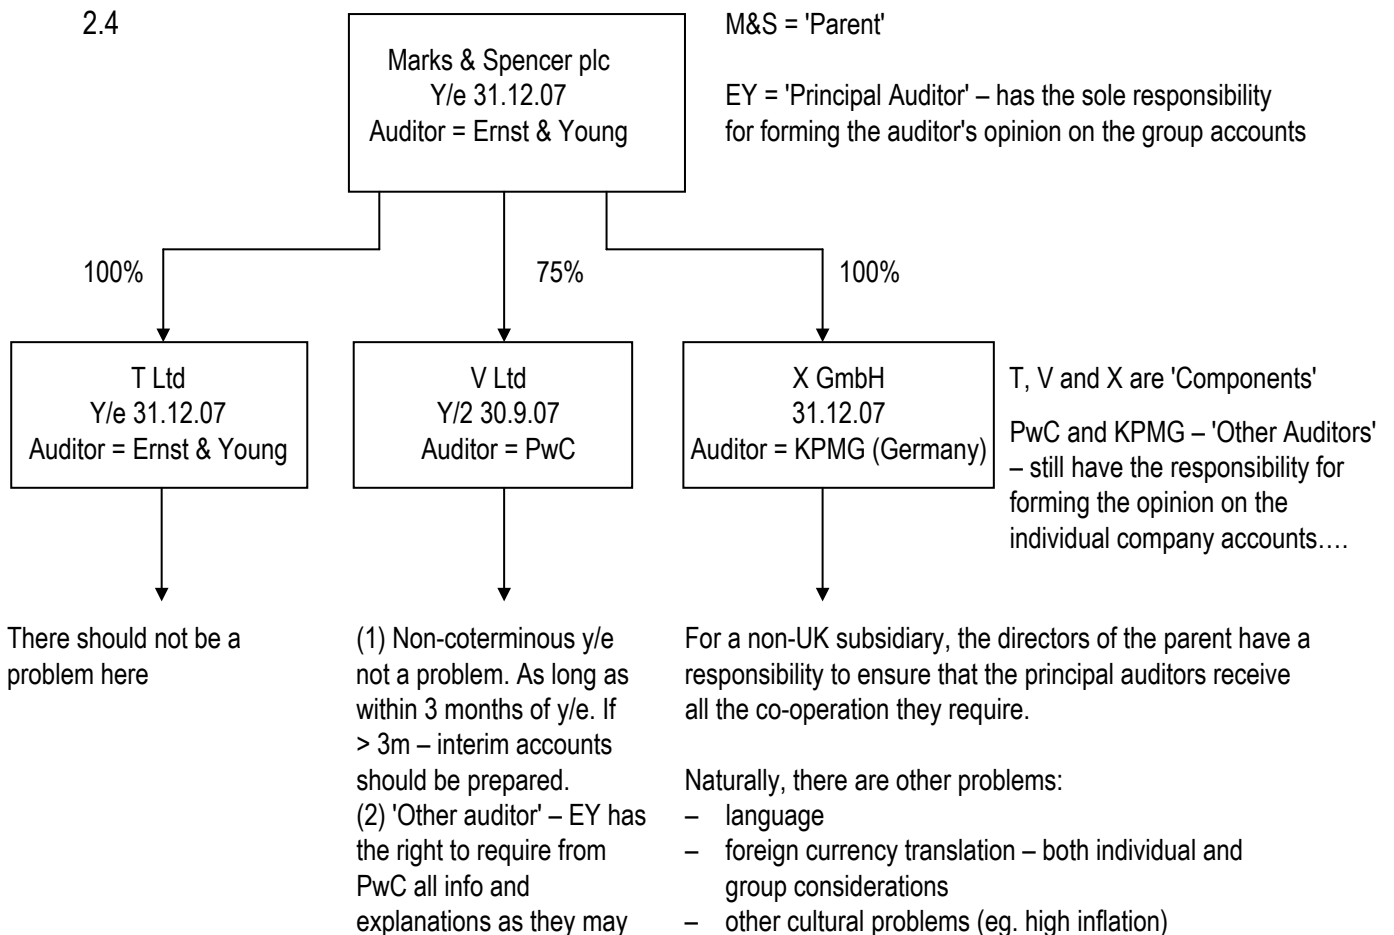 2.4
Marks & Spencer plc
Y/e 31.12.07
Auditor = Ernst & Young
M&S = 'Parent'
EY = 'Principal Auditor' – has the sole responsibility
for forming the auditor's opinion on the group accounts
100%
75%
100%
T Ltd
Y/e 31.12.07
Auditor = Ernst & Young
V Ltd
Y/2 30.9.07
Auditor = PwC
X GmbH
31.12.07
Auditor = KPMG (Germany)
T, V and X are 'Components'
PwC and KPMG – 'Other Auditors'
– still have the responsibility for
forming the opinion on the
individual company accounts….
There should not be a
problem here
(1) Non-coterminous y/e
not a problem. As long as
within 3 months of y/e. If
> 3m – interim accounts
should be prepared.
(2) 'Other auditor' – EY has
the right to require from
PwC all info and
explanations as they may
For a non-UK subsidiary, the directors of the parent have a
responsibility to ensure that the principal auditors receive
all the co-operation they require.
Naturally, there are other problems:
– language
– foreign currency translation – both individual and
group considerations
– other cultural problems (eg. high inflation)